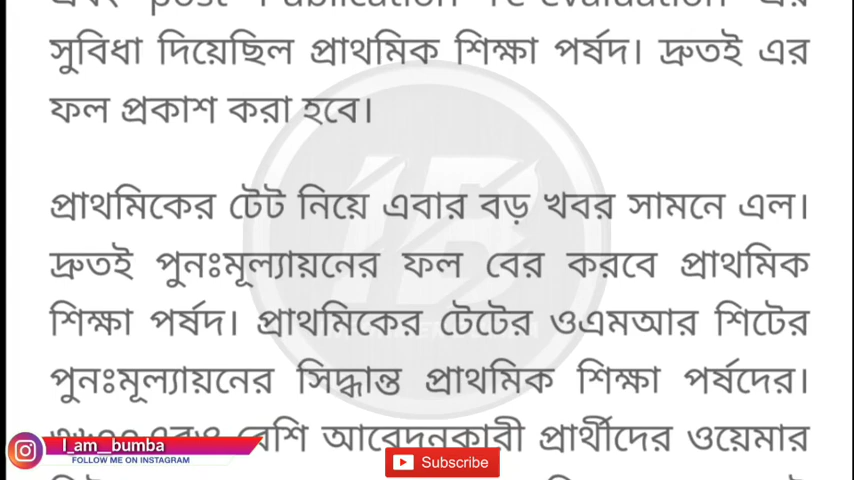 সুবিধা দিয়েছিল প্রাথমিক শিক্ষা পর্ষদ। দ্রুতই এর
ফল প্রকাশ করা হবে।
প্রাথমিকের টেট নিয়ে এবার বড় খবর সামনে এল।
দ্রুতই পুনঃমূল্যায়নের ফল বের করবে প্রাথমিক
শিক্ষা পর্ষদ। প্রাথমিকের টেটের ওএমআর শিটের
পুনঃমূল্যায়নের সিদ্ধান্ত প্রাথমিক শিক্ষা পর্ষদের।
বেশি আবেদনকারী প্রার্থীদের ওয়েমার
I_am__bumba
FOLLOW ME ON INSTAGRAM
Subscribe